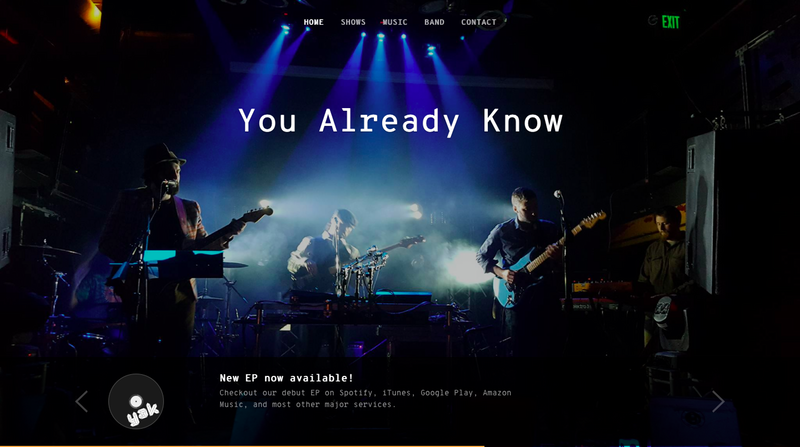 HOME SHOWS MUSIC BAND CONTACT
EXIT
You Already Know
New EP now available!
Checkout our debut EP on Spotify, iTunes, Google Play, Amazon
Music, and most other major services.
yak